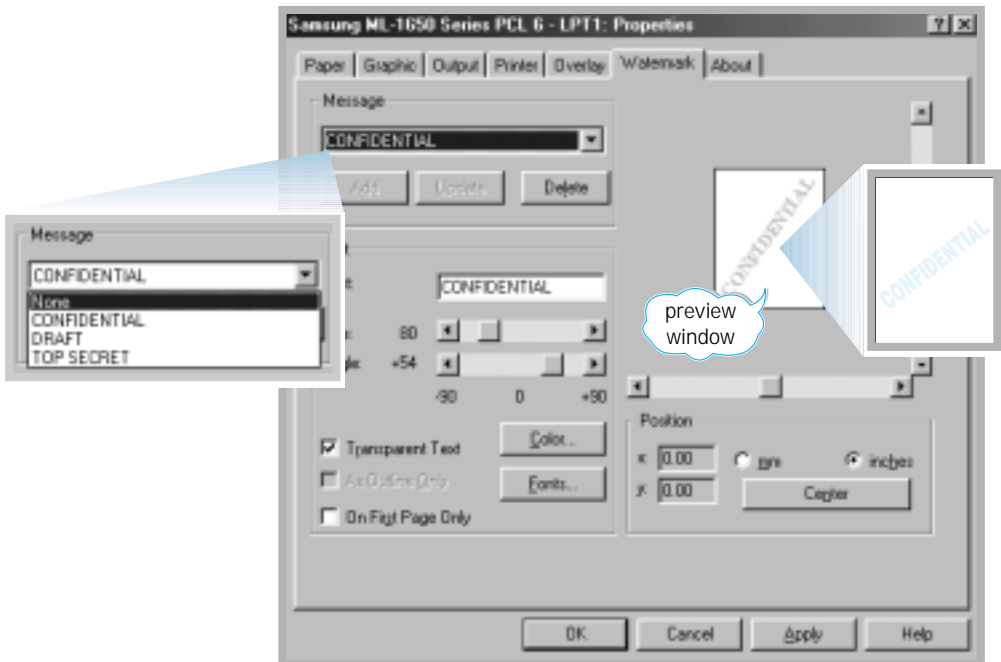 Samsung ML-1650 Series PCL 6 - LPT1: Properties
Paper Graphic Output Printer Overlay Watermark About
Message
CONFIDENTIAL
Add Update Delete
Message
CONFIDENTIAL
None
CONFIDENTIAL
DRAFT
TOP SECRET
CONFIDENTIAL
80
+54
-90 0 +90
Transparent Text
As Outline Only
On First Page Only
Color...
Fonts...
CONFIDENTIAL
CONFIDENTIAL
preview
window
Position
x: 0.00 mm inches
y: 0.00 Center
OK Cancel Apply Help